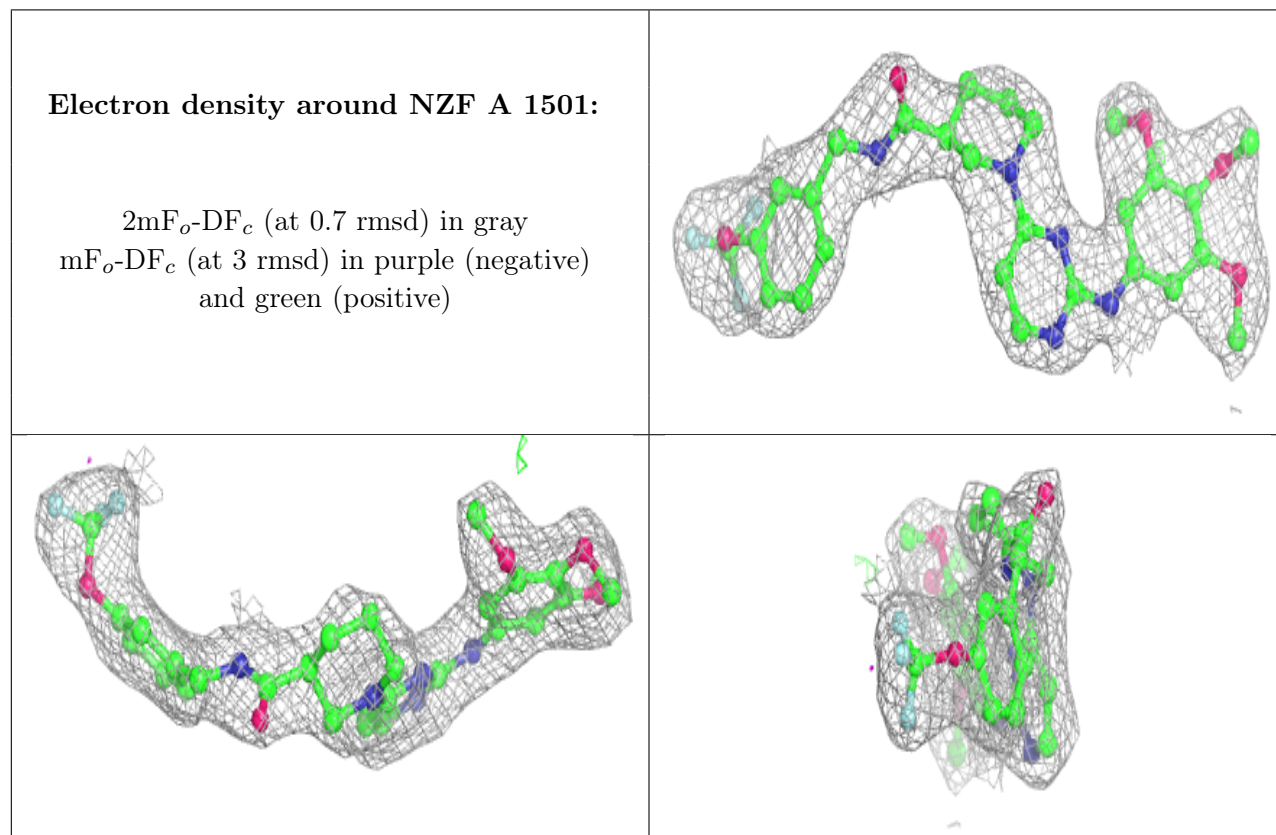 Electron density around NZF A 1501:
2mFo-DFc (at 0.7 rmsd) in gray
mFo-DFc (at 3 rmsd) in purple (negative)
and green (positive)